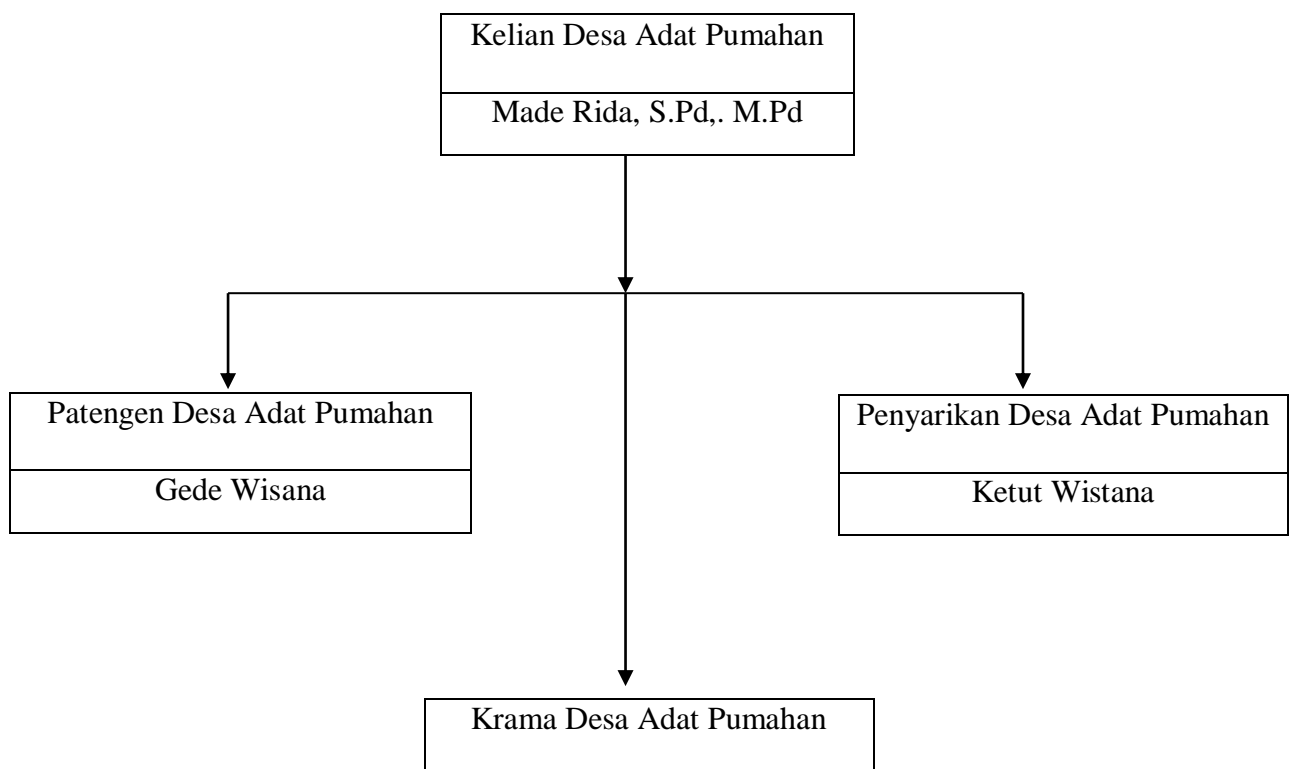 Kelian Desa Adat Pumahan
Made Rida, S.Pd,. M.Pd
Patengen Desa Adat Pumahan
Gede Wisana
Penyarikan Desa Adat Pumahan
Ketut Wistana
Krama Desa Adat Pumahan